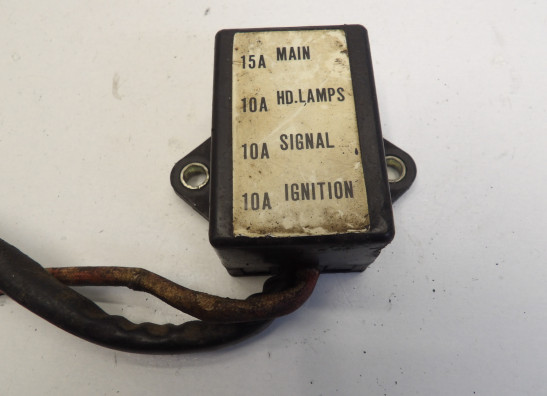 15A MAIN
10A HD.LAMPS
10A SIGNAL
10A IGNITION